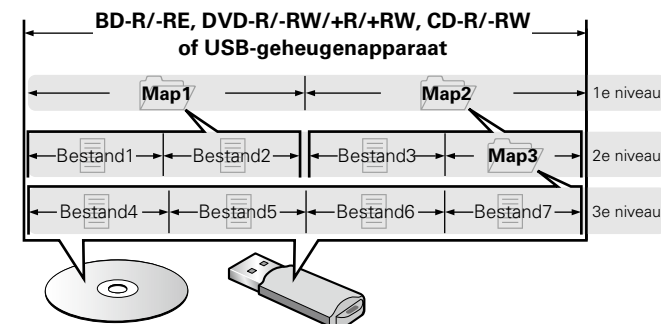 BD-R/-RE, DVD-R/-RW/+R/+RW, CD-R/-RW
of USB-geheugenapparaat
Map1 Map2 1e niveau
Bestand1 Bestand2 Bestand3 Map3 2e niveau
Bestand4 Bestand5 Bestand6 Bestand7 3e niveau